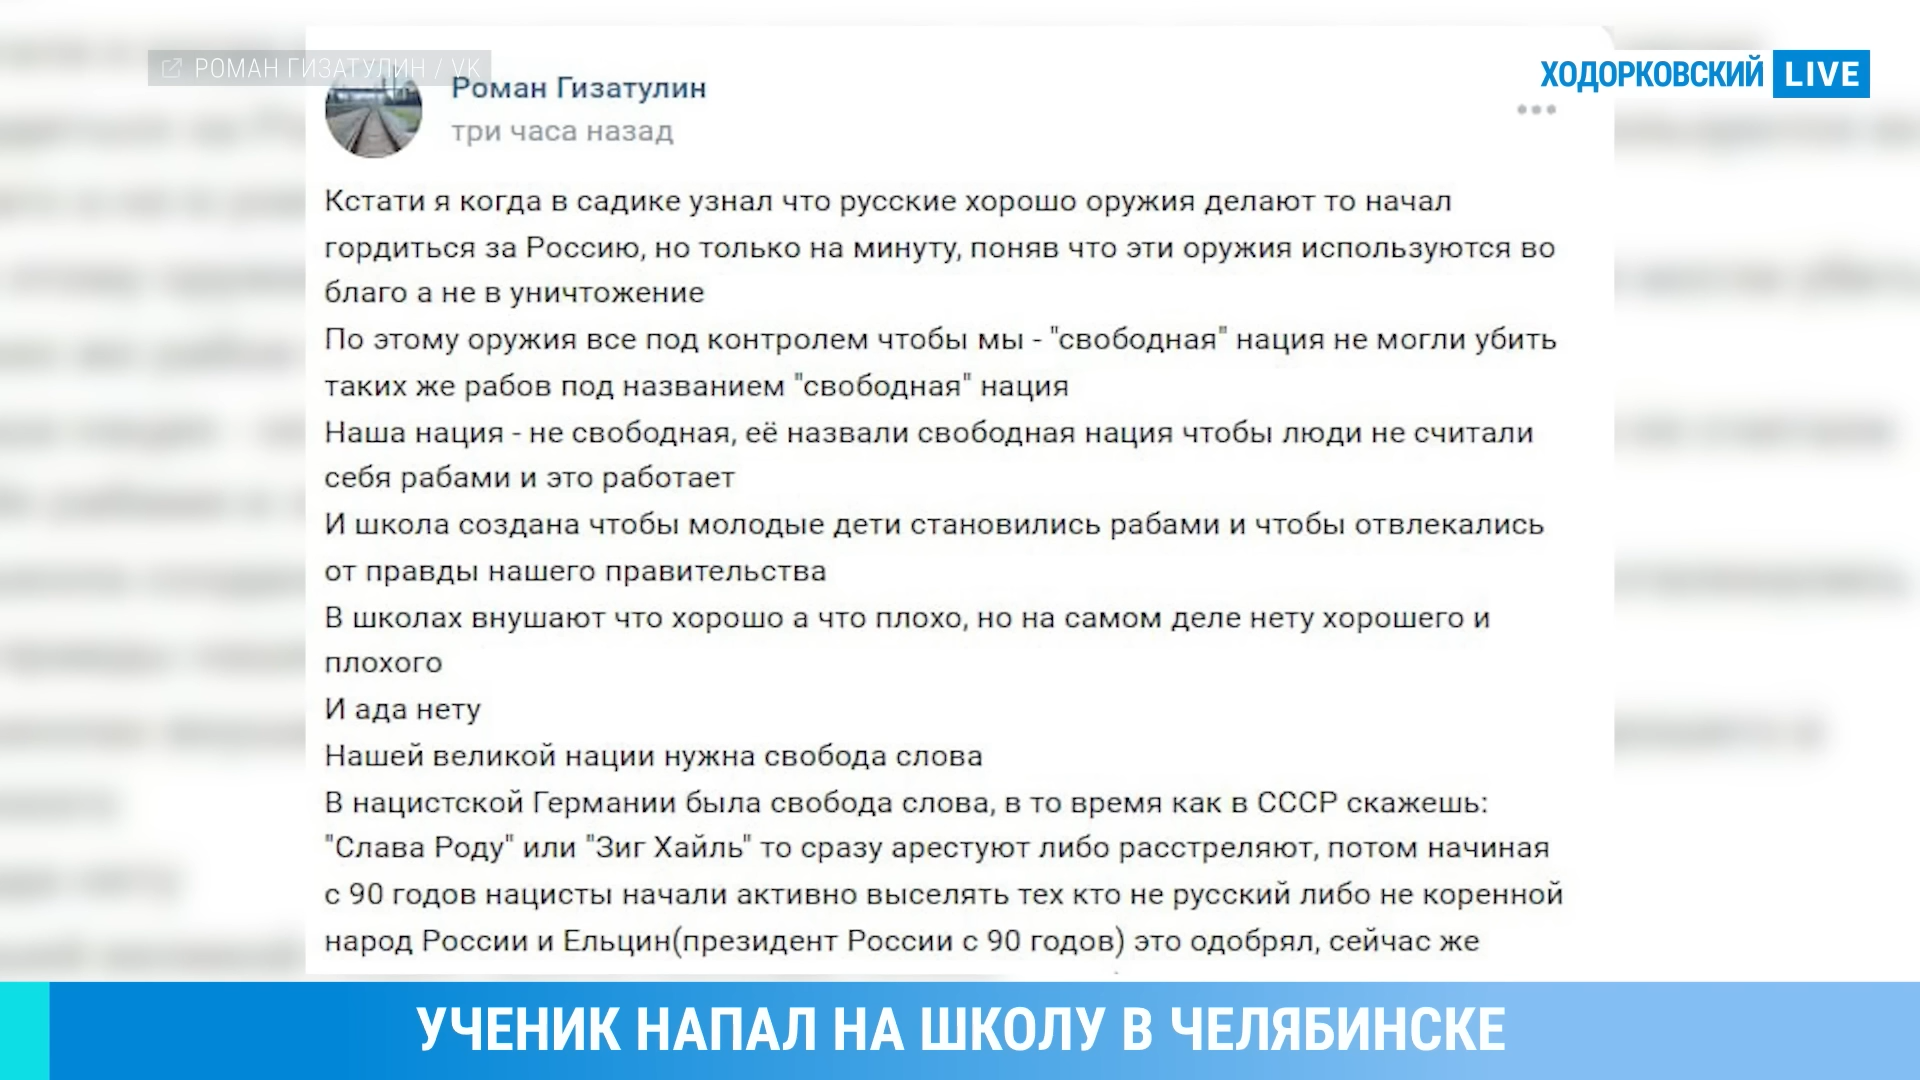 РОМАН ГИЗАТУЛИН / VK
ХОДОРКОВСКИЙ LIVE
Роман Гизатулин
три часа назад
Кстати я когда в садике узнал что русские хорошо оружия делают то начал
гордиться за Россию, но только на минуту, поняв что эти оружия используются во
благо а не в уничтожение
По этому оружия все под контролем чтобы мы - "свободная" нация не могли убить
таких же рабов под названием "свободная" нация
Наша нация - не свободная, её назвали свободная нация чтобы люди не считали
себя рабами и это работает
И школа создана чтобы молодые дети становились рабами и чтобы отвлекались
от правды нашего правительства
В школах внушают что хорошо а что плохо, но на самом деле нету хорошего и
плохого
И ада нету
Нашей великой нации нужна свобода слова
В нацистской Германии была свобода слова, в то время как в СССР скажешь:
"Слава Роду" или "Зиг Хайль" то сразу арестуют либо расстреляют, потом начиная
с 90 годов нацисты начали активно выселять тех кто не русский либо не коренной
народ России и Ельцин(президент России с 90 годов) это одобрял, сейчас же
УЧЕНИК НАПАЛ НА ШКОЛУ В ЧЕЛЯБИНСКЕ